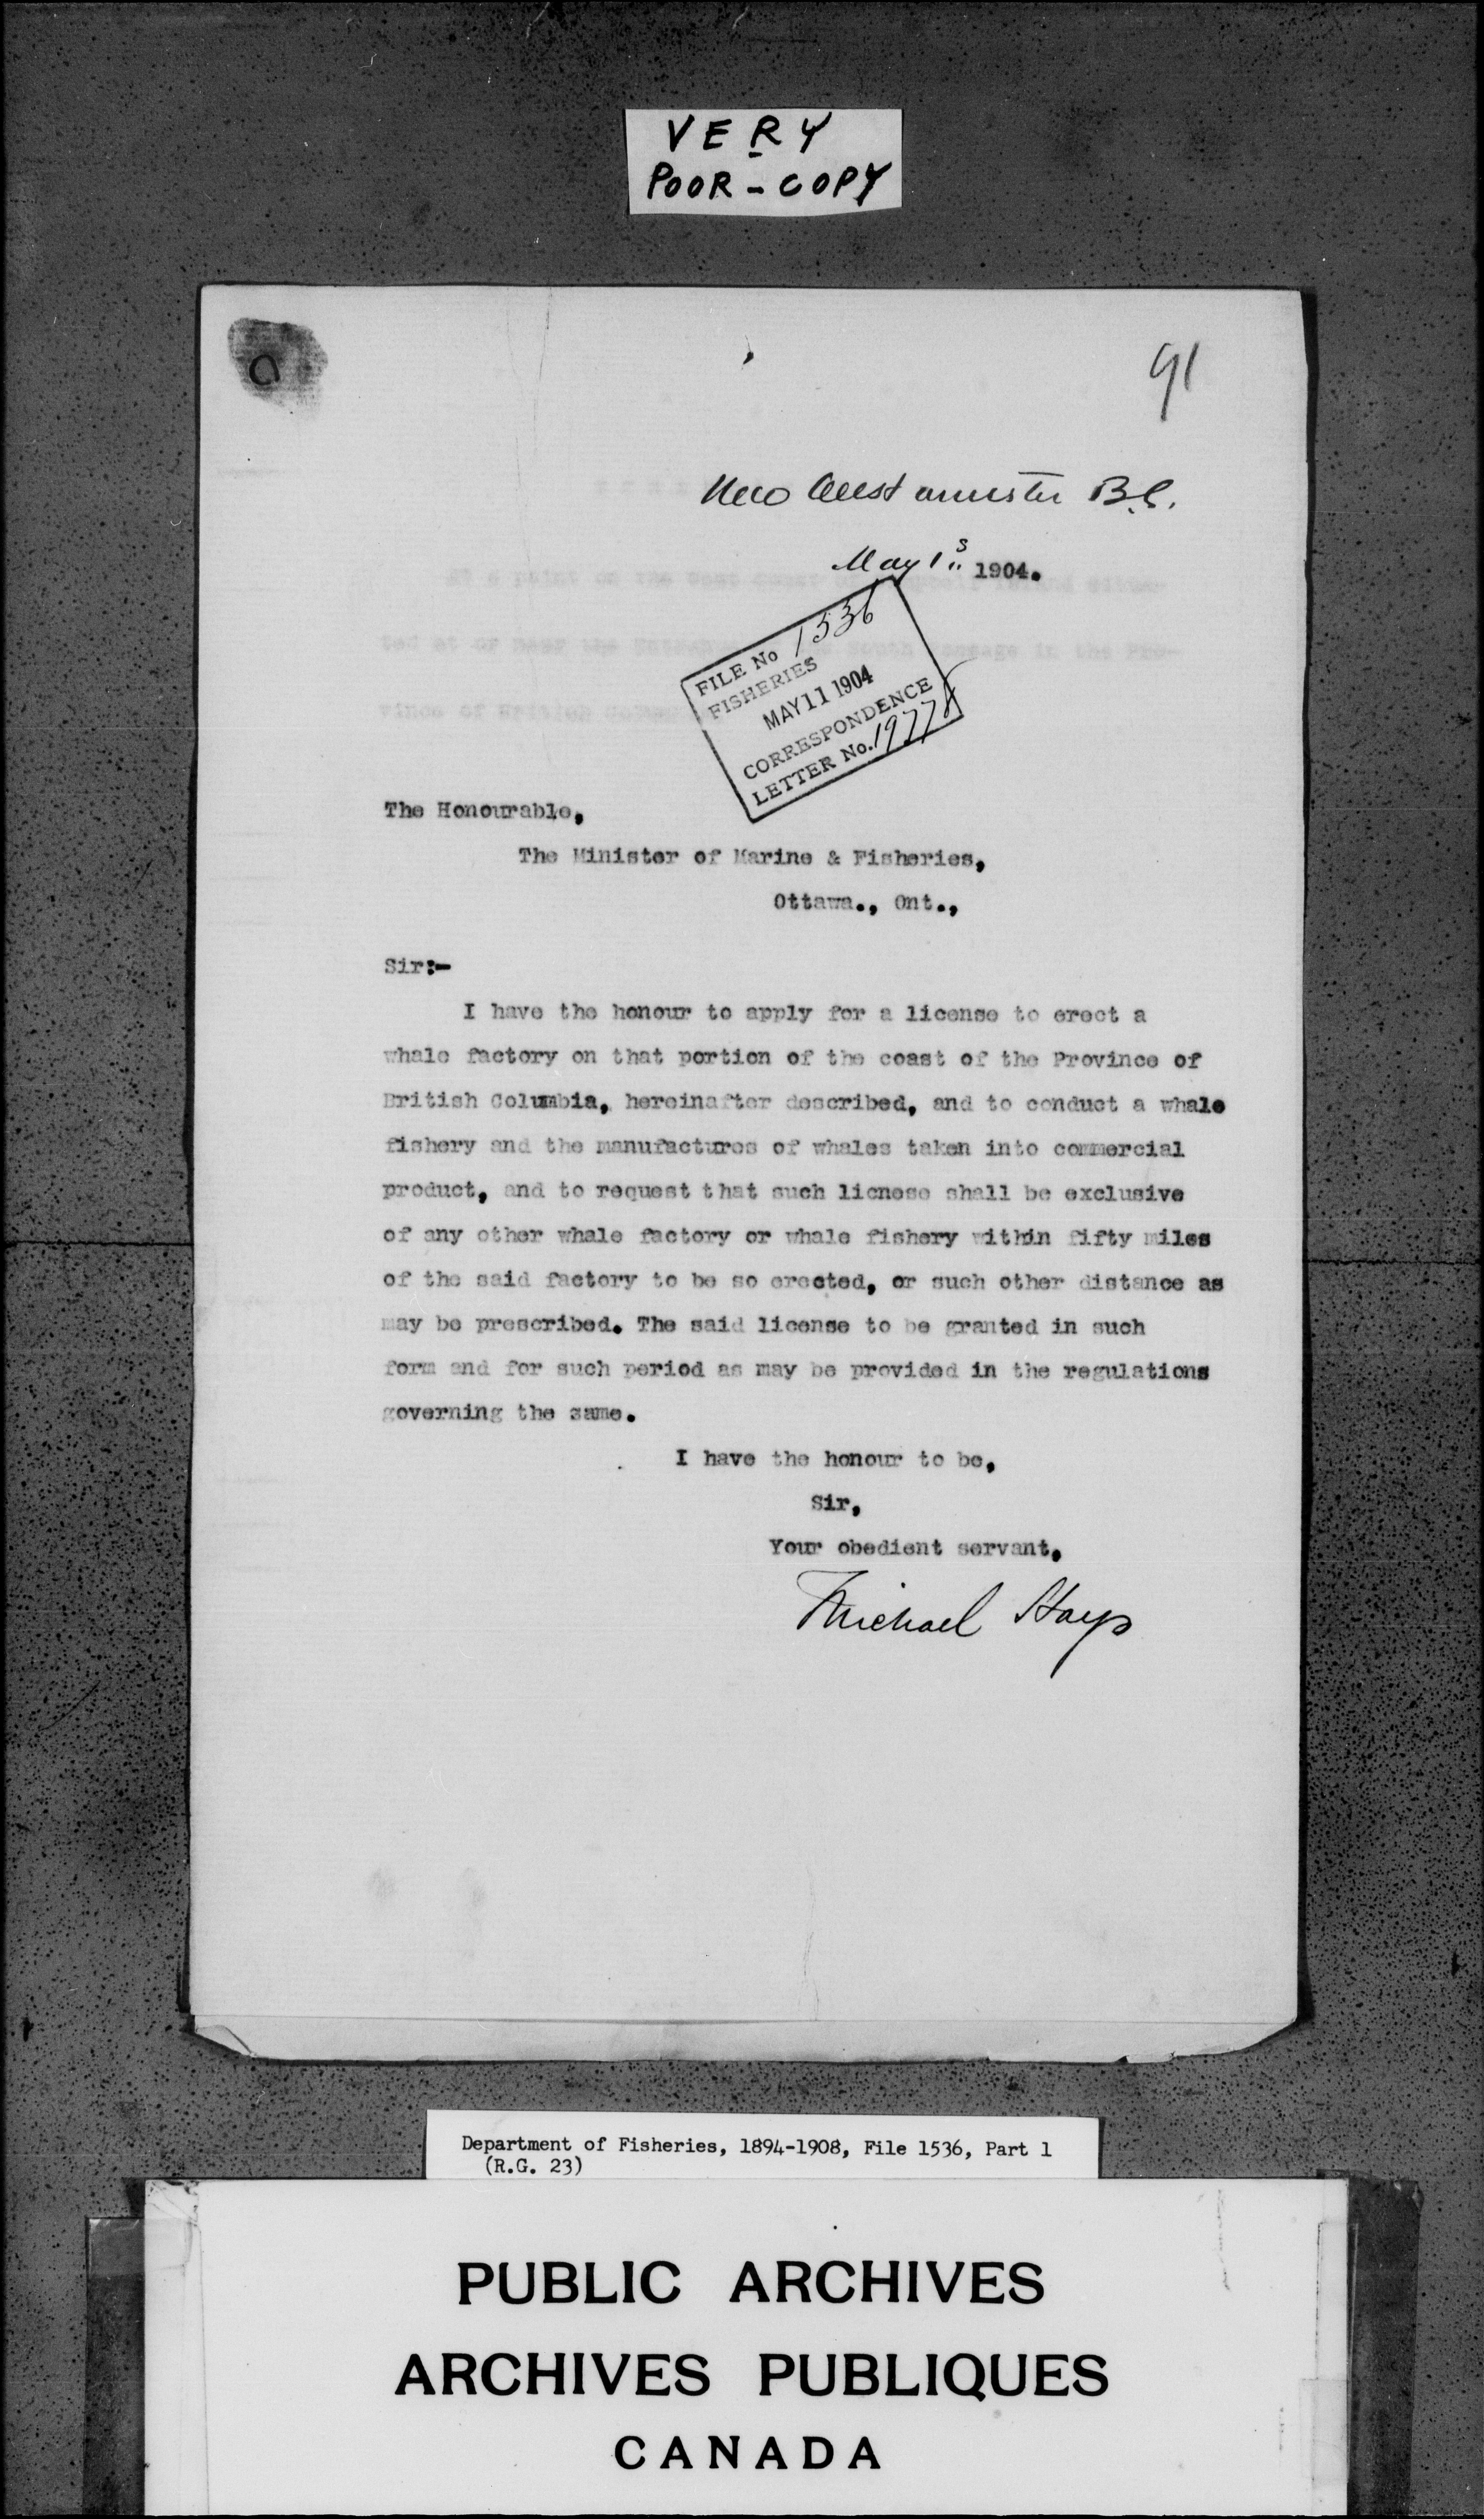 VERY
POOR - COPY
91
New Westminster B.C.
May 1s 1904.
FILE No 1536
FISHERIES
MAY 11 1904
CORRESPONDENCE
LETTER No. 1977
The Honourable,
The Minister of Marine & Fisheries,
Ottawa., Ont.,
Sir:-
I have the honour to apply for a license to erect a
whale factory on that portion of the coast of the Province of
British Columbia, hereinafter described, and to conduct a whale
fishery and the manufactures of whales taken into commercial
product, and to request that such licnese shall be exclusive
of any other whale factory or whale fishery within fifty miles
of the said factory to be so erected, or such other distance as
may be prescribed. The said license to be granted in such
form and for such period as may be provided in the regulations
governing the same.
I have the honour to be,
Sir,
Your obedient servant,
Michael Hays
Department of Fisheries, 1894-1908, File 1536, Part 1
(R.G. 23)
PUBLIC ARCHIVES
ARCHIVES PUBLIQUES
CANADA